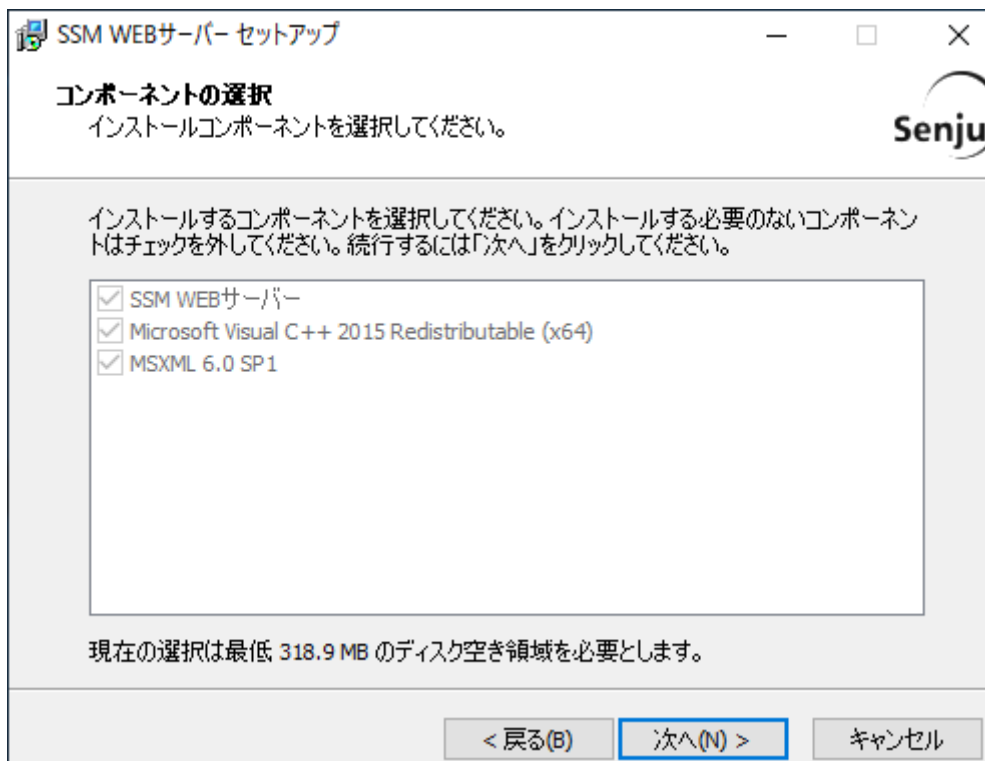 SSM WEBサーバー セットアップ
コンポーネントの選択
インストールコンポーネントを選択してください。
Senju
インストールするコンポーネントを選択してください。インストールする必要のないコンポーネン
トはチェックを外してください。続行するには「次へ」をクリックしてください。
SSM WEBサーバー
Microsoft Visual C++ 2015 Redistributable (x64)
MSXML 6.0 SP1
現在の選択は最低 318.9 MB のディスク空き領域を必要とします。
< 戻る(B)
次へ(N) >
キャンセル